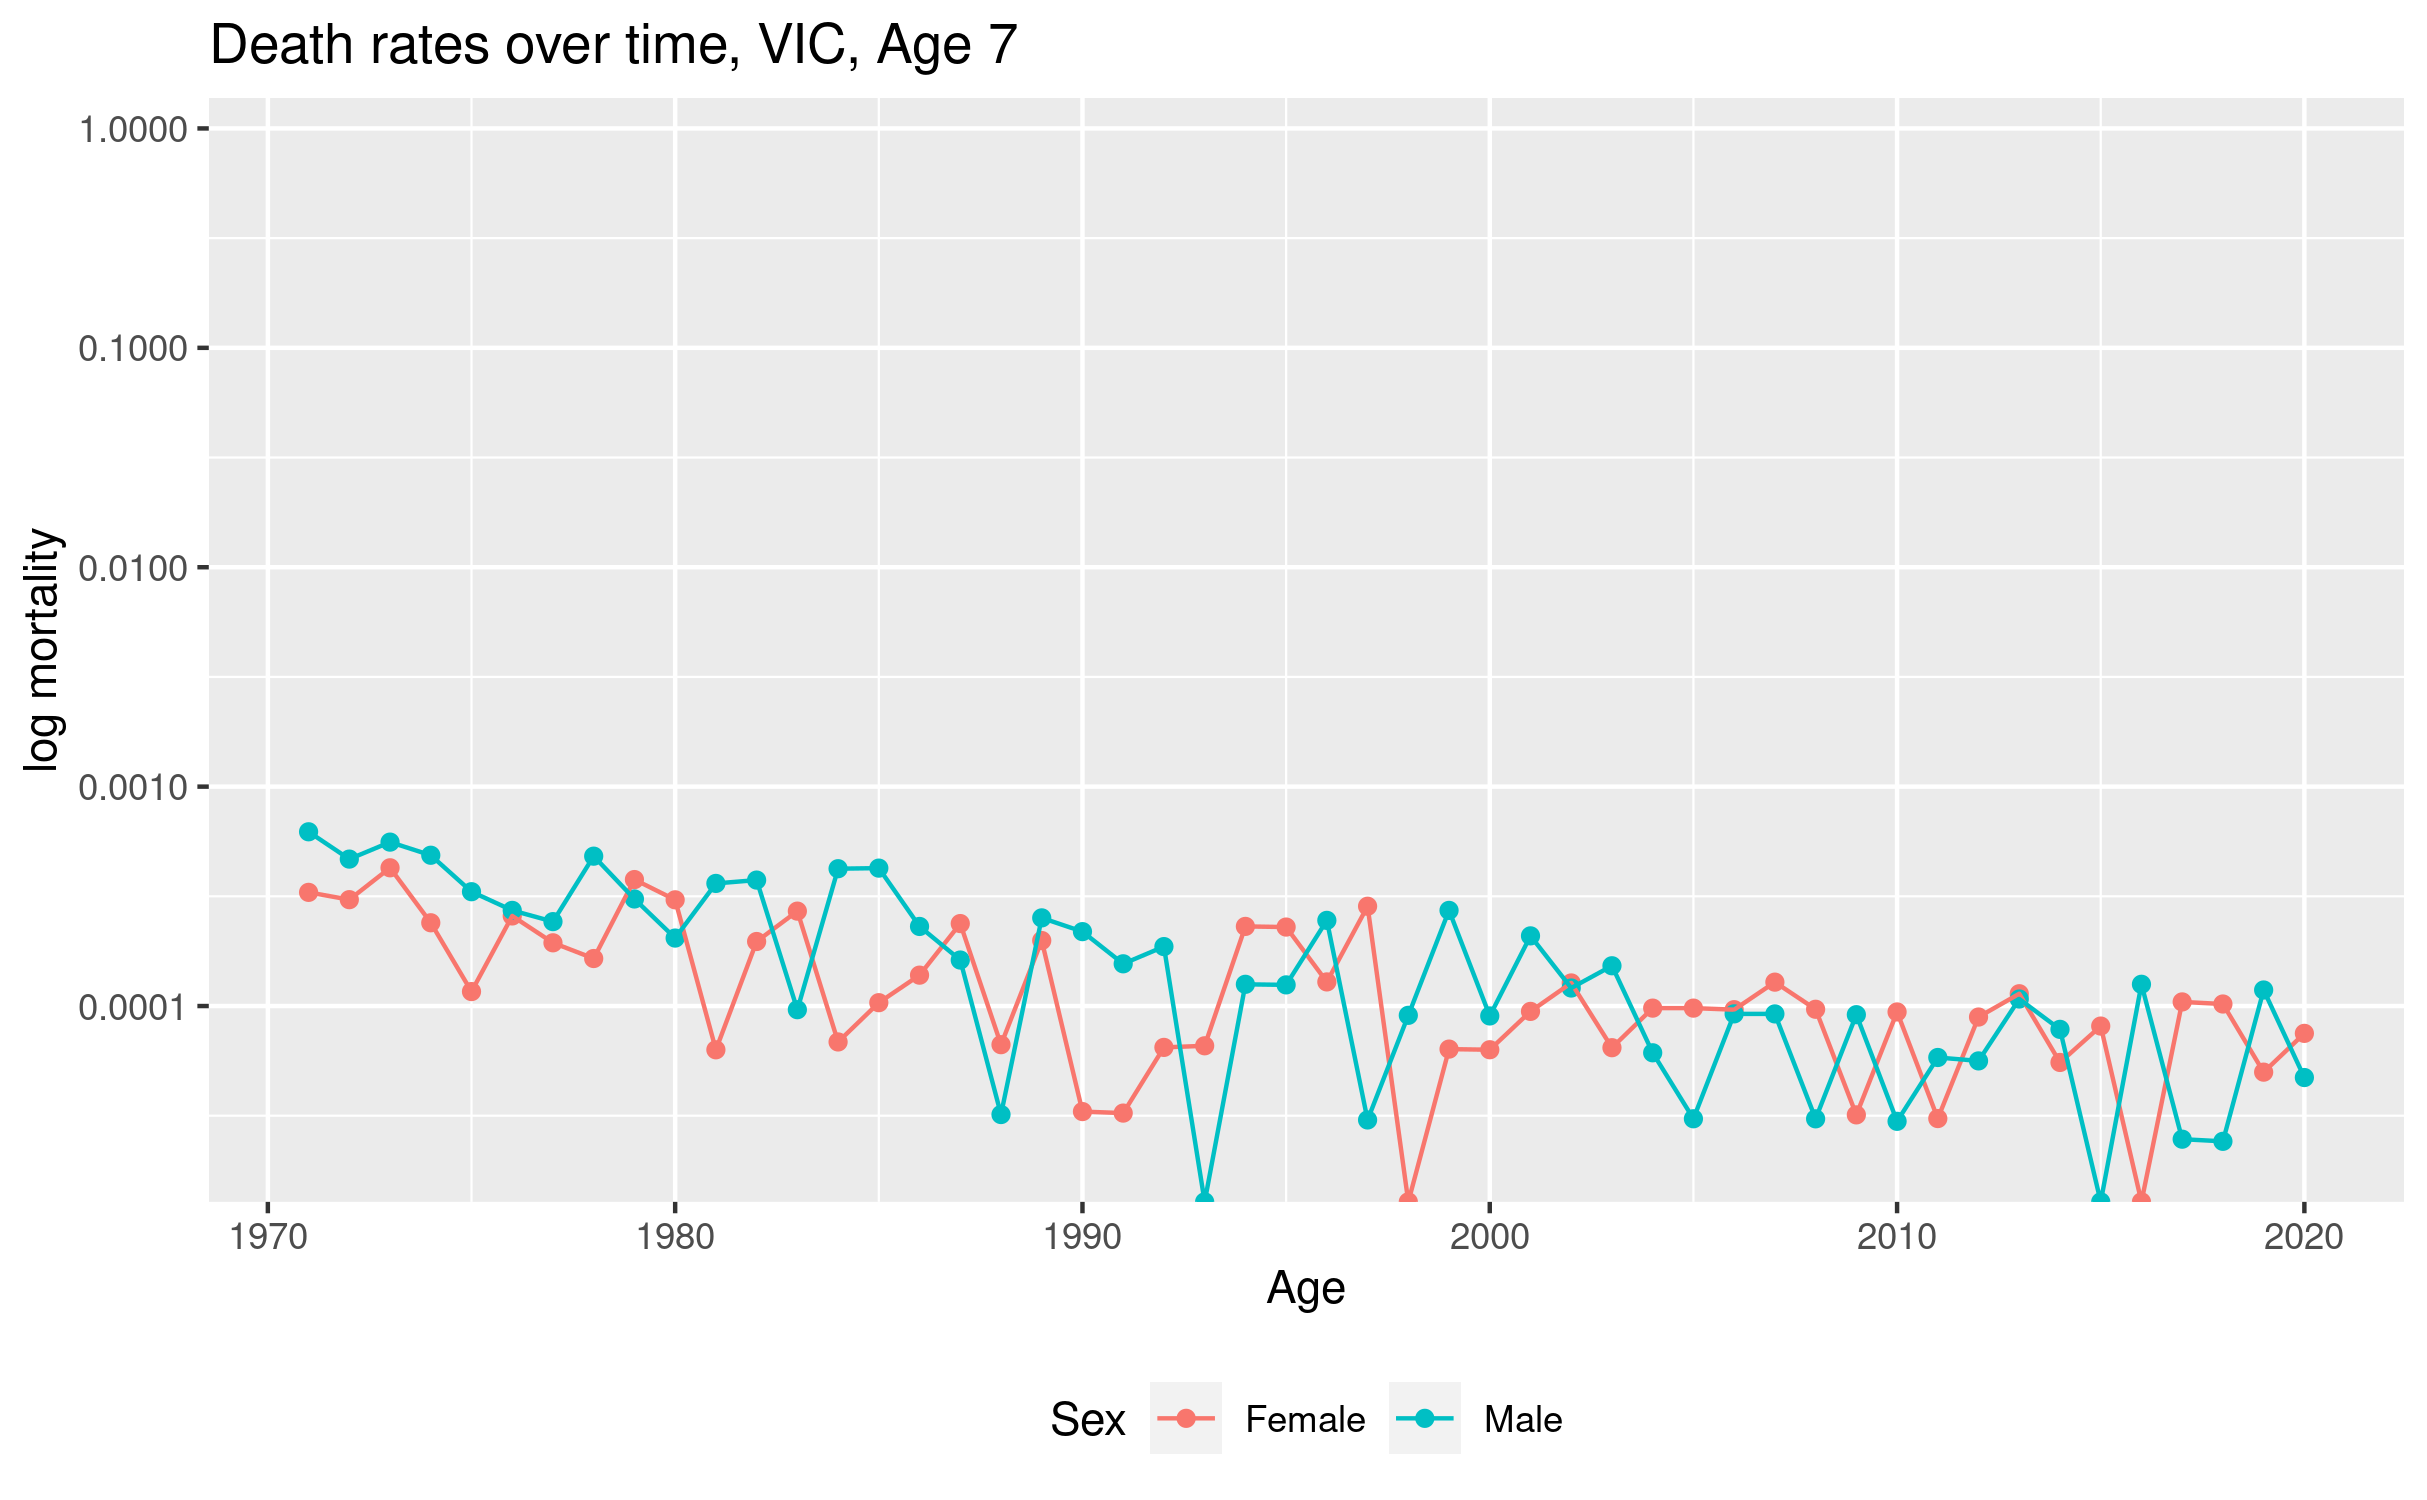 Death rates over time, VIC, Age 7
log mortality
1.0000
0.1000
0.0100
0.0010
0.0001
1970 1980 1990 2000 2010 2020
Age
Sex Female Male